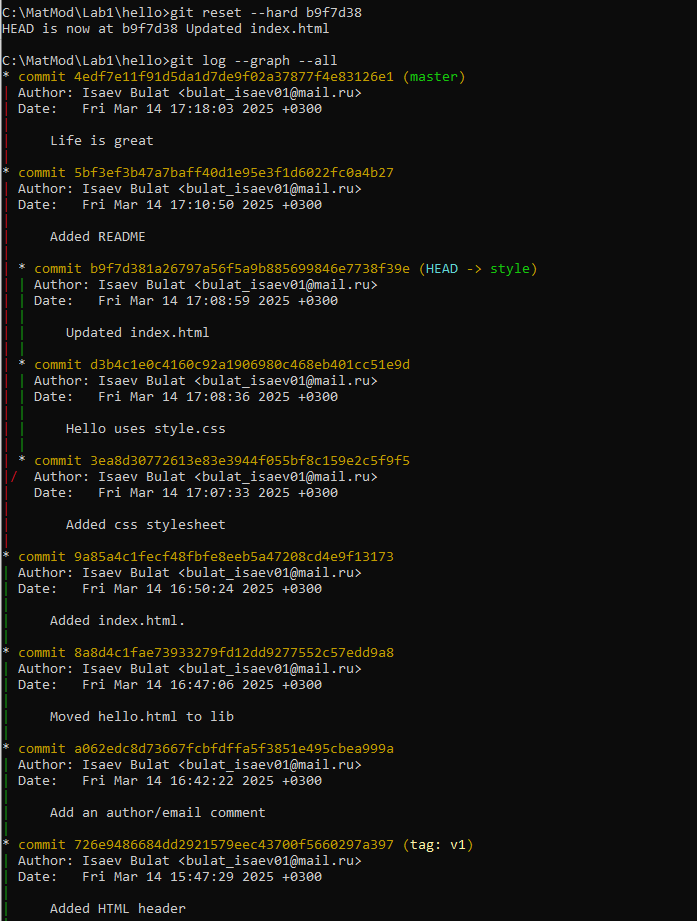 C:\MatMod\Lab1\hello>git reset --hard b9f7d38
HEAD is now at b9f7d38 Updated index.html
C:\MatMod\Lab1\hello>git log --graph --all
* commit 4edf7e11f91d5da1d7de9f02a37877f4e83126e1 (master)
| Author: Isaev Bulat <bulat_isaev01@mail.ru>
| Date:   Fri Mar 14 17:18:03 2025 +0300
|
|     Life is great
|
* commit 5bf3ef3b47a7baff40d1e95e3f1d6022fc0a4b27
| Author: Isaev Bulat <bulat_isaev01@mail.ru>
| Date:   Fri Mar 14 17:10:50 2025 +0300
|
|     Added README
|
| * commit b9f7d381a26797a56f5a9b885699846e7738f39e (HEAD -> style)
| | Author: Isaev Bulat <bulat_isaev01@mail.ru>
| | Date:   Fri Mar 14 17:08:59 2025 +0300
| |
| |     Updated index.html
| |
| * commit d3b4c1e0c4160c92a1906980c468eb401cc51e9d
| | Author: Isaev Bulat <bulat_isaev01@mail.ru>
| | Date:   Fri Mar 14 17:08:36 2025 +0300
| |
| |     Hello uses style.css
| |
| * commit 3ea8d30772613e83e3944f055bf8c159e2c5f9f5
|/  Author: Isaev Bulat <bulat_isaev01@mail.ru>
|   Date:   Fri Mar 14 17:07:33 2025 +0300
|
|       Added css stylesheet
|
* commit 9a85a4c1fecf48fbfe8eeb5a47208cd4e9f13173
| Author: Isaev Bulat <bulat_isaev01@mail.ru>
| Date:   Fri Mar 14 16:50:24 2025 +0300
|
|     Added index.html.
|
* commit 8a8d4c1fae73933279fd12dd9277552c57edd9a8
| Author: Isaev Bulat <bulat_isaev01@mail.ru>
| Date:   Fri Mar 14 16:47:06 2025 +0300
|
|     Moved hello.html to lib
|
* commit a062edc8d73667fcbfdffa5f3851e495cbea999a
| Author: Isaev Bulat <bulat_isaev01@mail.ru>
| Date:   Fri Mar 14 16:42:22 2025 +0300
|
|     Add an author/email comment
|
* commit 726e9486684dd2921579eec43700f5660297a397 (tag: v1)
| Author: Isaev Bulat <bulat_isaev01@mail.ru>
| Date:   Fri Mar 14 15:47:29 2025 +0300
|
|     Added HTML header